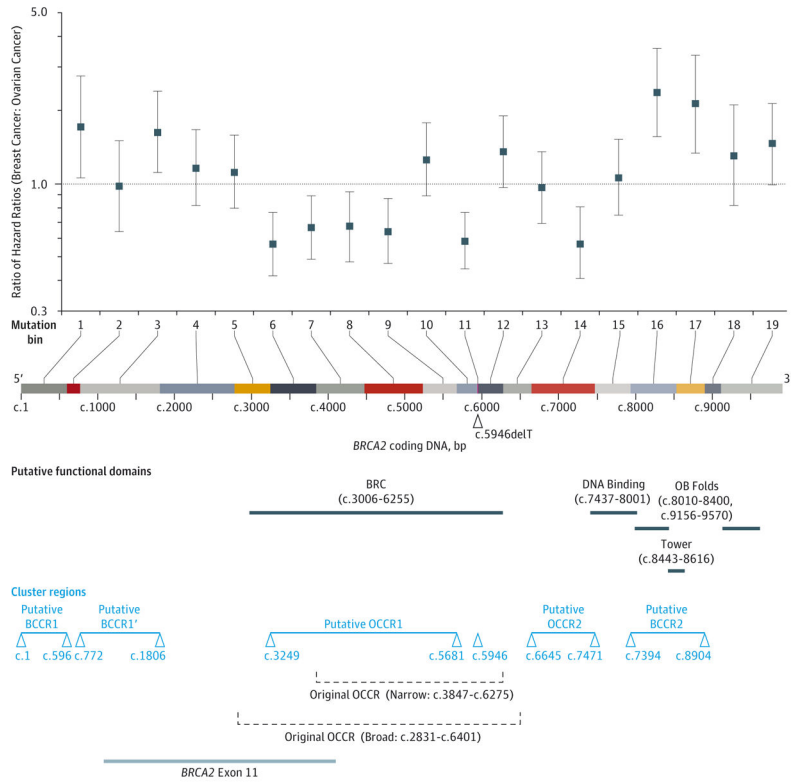 5.0
1.0
0.3
Ratio of Hazard Ratios (Breast Cancer: Ovarian Cancer)
Mutation
bin
1 2 3 4 5 6 7 8 9 10 11 12 13 14 15 16 17 18 19
5′ 3
c.1 c.1000 c.2000 c.3000 c.4000 c.5000 c.6000 c.7000 c.8000 c.9000
c.5946delT
BRCA2 coding DNA, bp
Putative functional domains
BRC
(c.3006-6255)
DNA Binding
(c.7437-8001)
OB Folds
(c.8010-8400,
c.9156-9570)
Tower
(c.8443-8616)
Cluster regions
Putative
BCCR1
Putative
BCCR1′
Putative OCCR1
Putative
OCCR2
Putative
BCCR2
c.1 c.596 c.772 c.1806 c.3249 c.5681 c.5946 c.6645 c.7471 c.7394 c.8904
Original OCCR (Narrow: c.3847-c.6275)
Original OCCR (Broad: c.2831-c.6401)
BRCA2 Exon 11